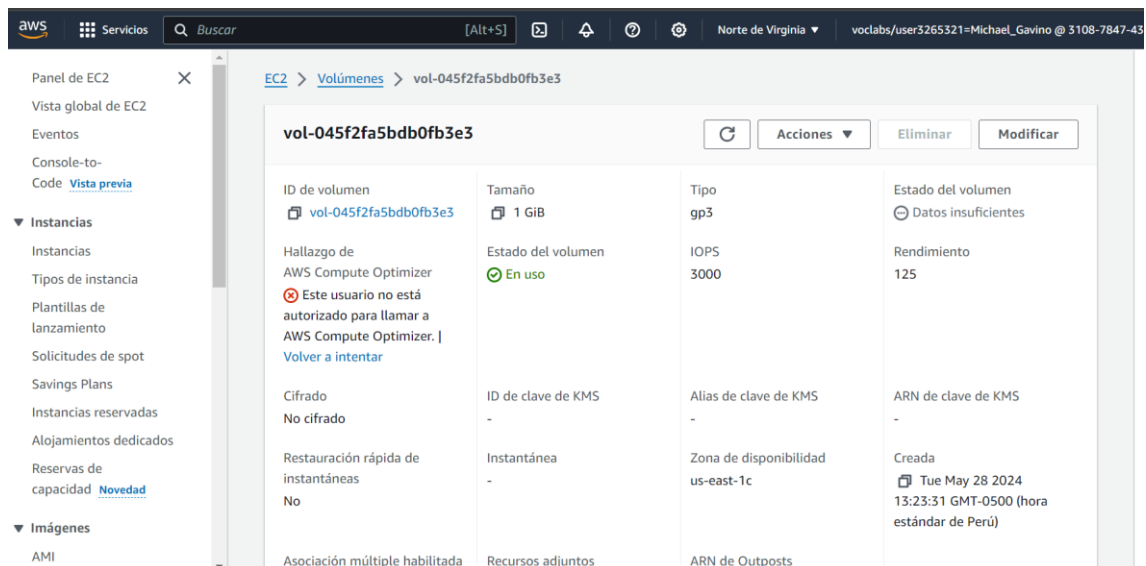 aws
Servicios
Buscar
[Alt+S]
Norte de Virginia ▼
voclabs/user3265321=Michael_Gavino @ 3108-7847-43
Panel de EC2
Vista global de EC2
Eventos
Console-to-
Code Vista previa
▼ Instancias
Instancias
Tipos de instancia
Plantillas de
lanzamiento
Solicitudes de spot
Savings Plans
Instancias reservadas
Alojamientos dedicados
Reservas de
capacidad Novedad
▼ Imágenes
AMI
EC2 > Volúmenes > vol-045f2fa5bdb0fb3e3
vol-045f2fa5bdb0fb3e3
Acciones ▼
Eliminar
Modificar
ID de volumen
vol-045f2fa5bdb0fb3e3
Tamaño
1 GiB
Tipo
gp3
Estado del volumen
Datos insuficientes
Hallazgo de
AWS Compute Optimizer
Este usuario no está
autorizado para llamar a
AWS Compute Optimizer. |
Volver a intentar
Estado del volumen
En uso
IOPS
3000
Rendimiento
125
Cifrado
No cifrado
ID de clave de KMS
-
Alias de clave de KMS
-
ARN de clave de KMS
-
Restauración rápida de
instantáneas
No
Instantánea
-
Zona de disponibilidad
us-east-1c
Creada
Tue May 28 2024
13:23:31 GMT-0500 (hora
estándar de Perú)
Asociación múltiple habilitada
Recursos adjuntos
ARN de Outposts